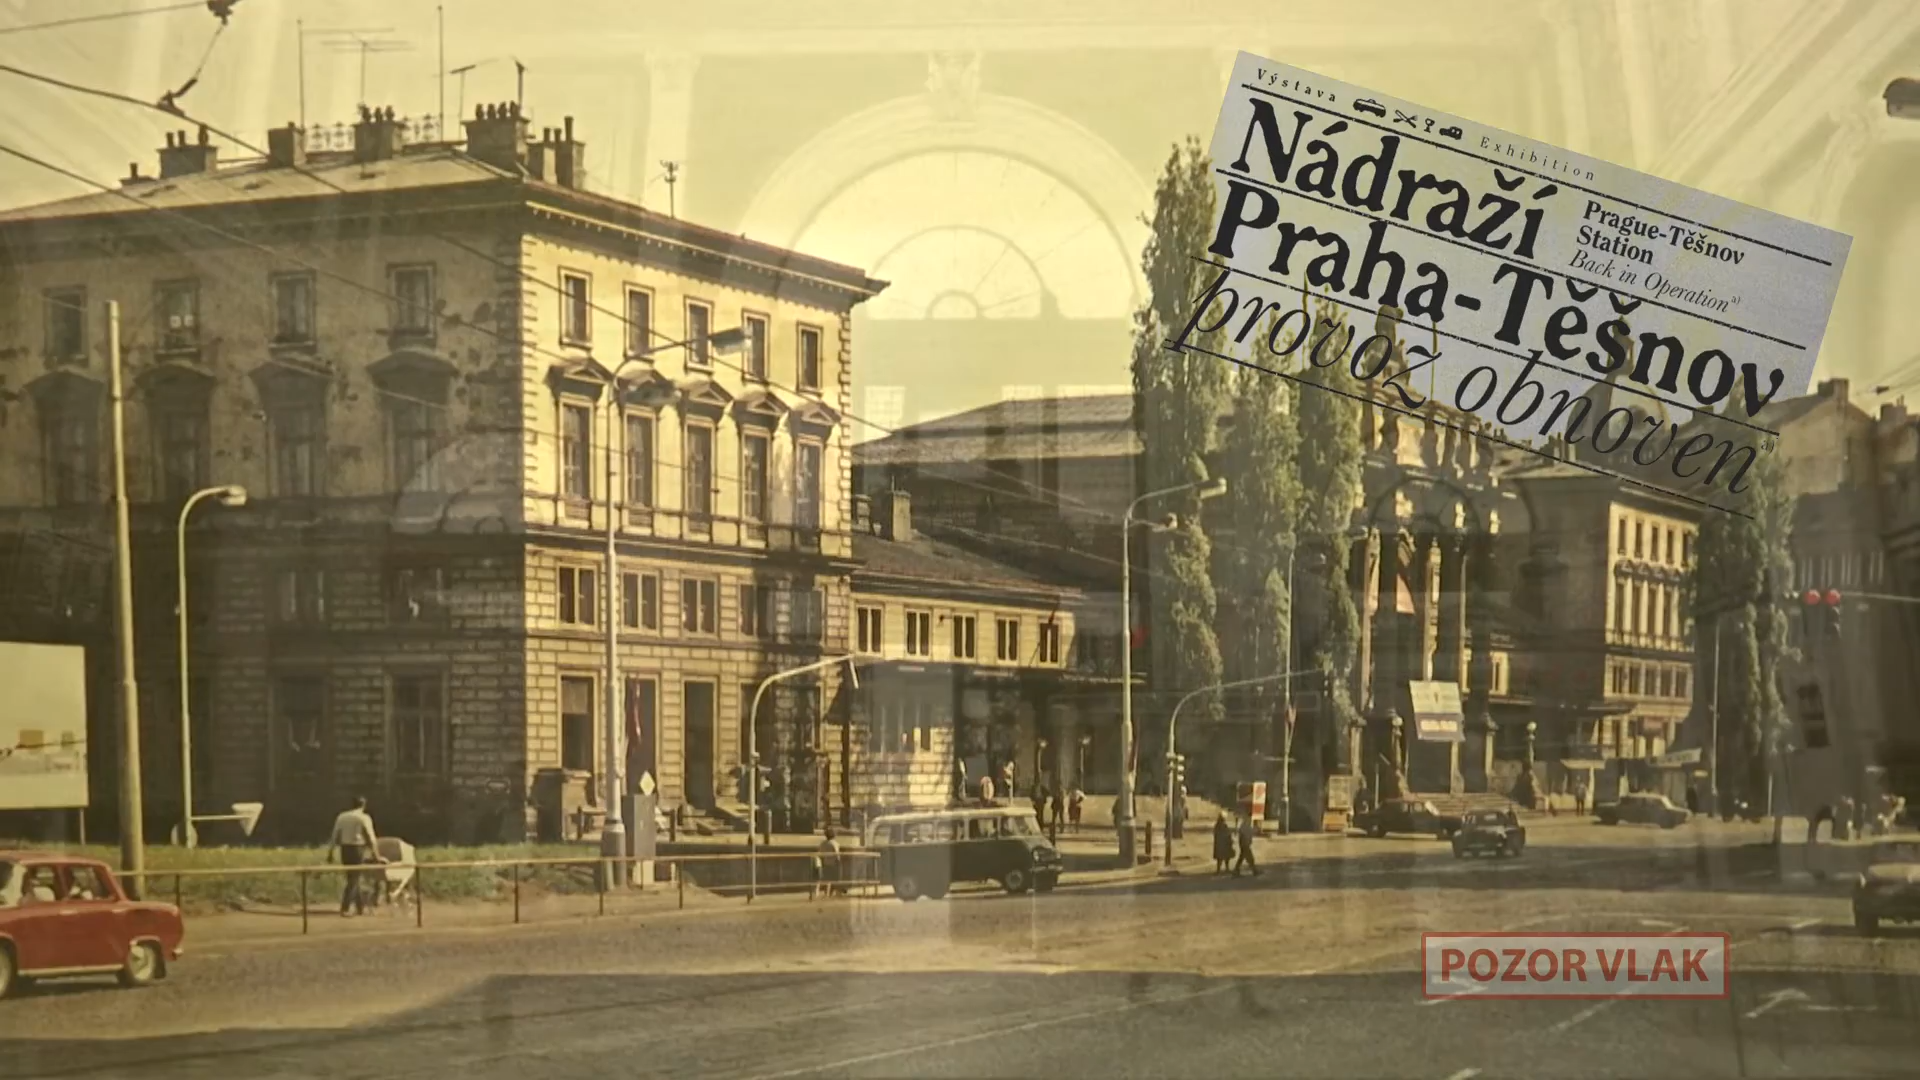 Výstava Exhibition
Nádraží
Praha-Těšnov
provoz obnoven a)
Prague-Těšnov
Station
Back in Operation a)
POZOR VLAK